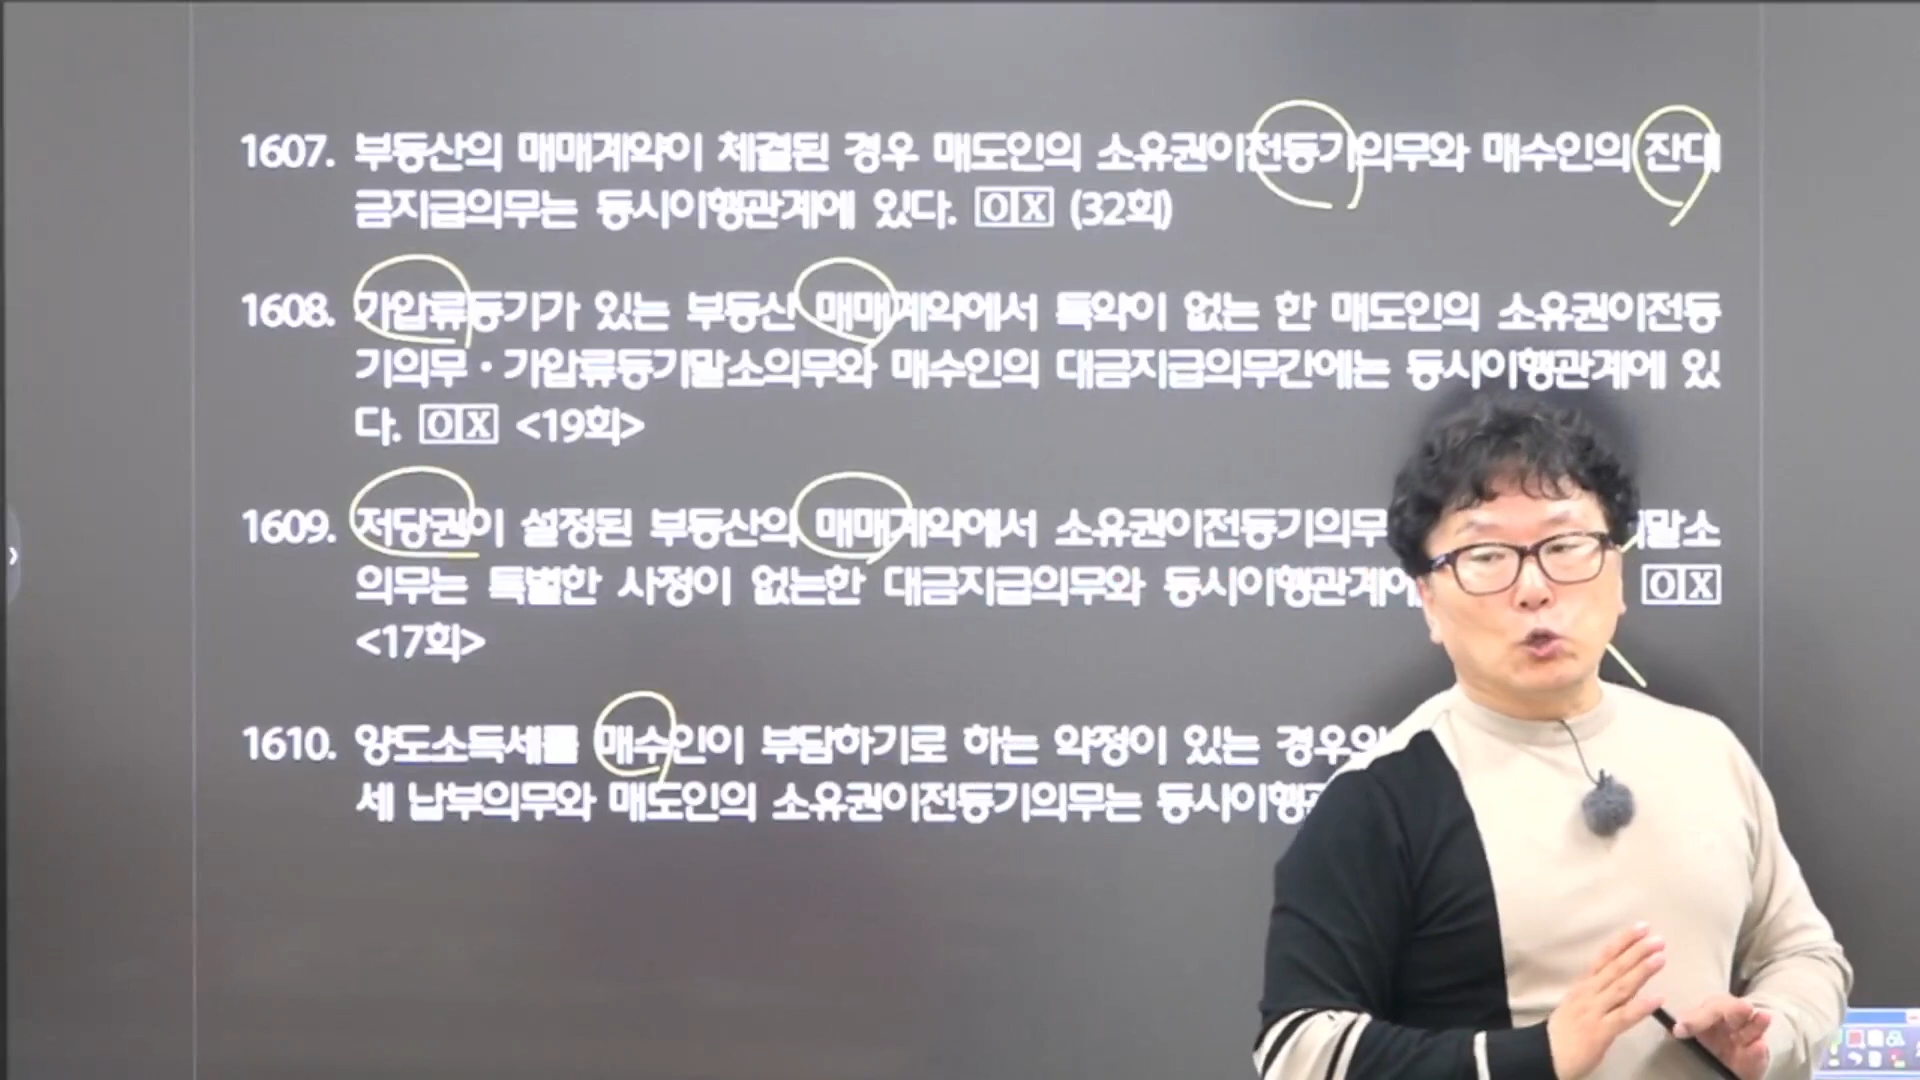 1607. 부동산의 매매계약이 체결된 경우 매도인의 소유권이전등기의무와 매수인의 잔대
금지급의무는 동시이행관계에 있다. O X (32회)
1608. 가압류등기가 있는 부동산 매매계약에서 특약이 없는 한 매도인의 소유권이전등
기의무·가압류등기말소의무와 매수인의 대금지급의무간에는 동시이행관계에 있
다. O X <19회>
1609. 저당권이 설정된 부동산의 매매계약에서 소유권이전등기의무 말소
의무는 특별한 사정이 없는한 대금지급의무와 동시이행관계에 O X
<17회>
1610. 양도소득세를 매수인이 부담하기로 하는 약정이 있는 경우
세 납부의무와 매도인의 소유권이전등기의무는 동시이행